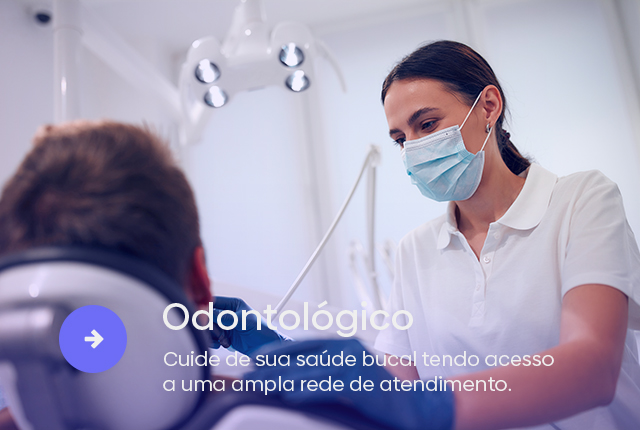 Odontológico
Cuide de sua saúde bucal tendo acesso
a uma ampla rede de atendimento.